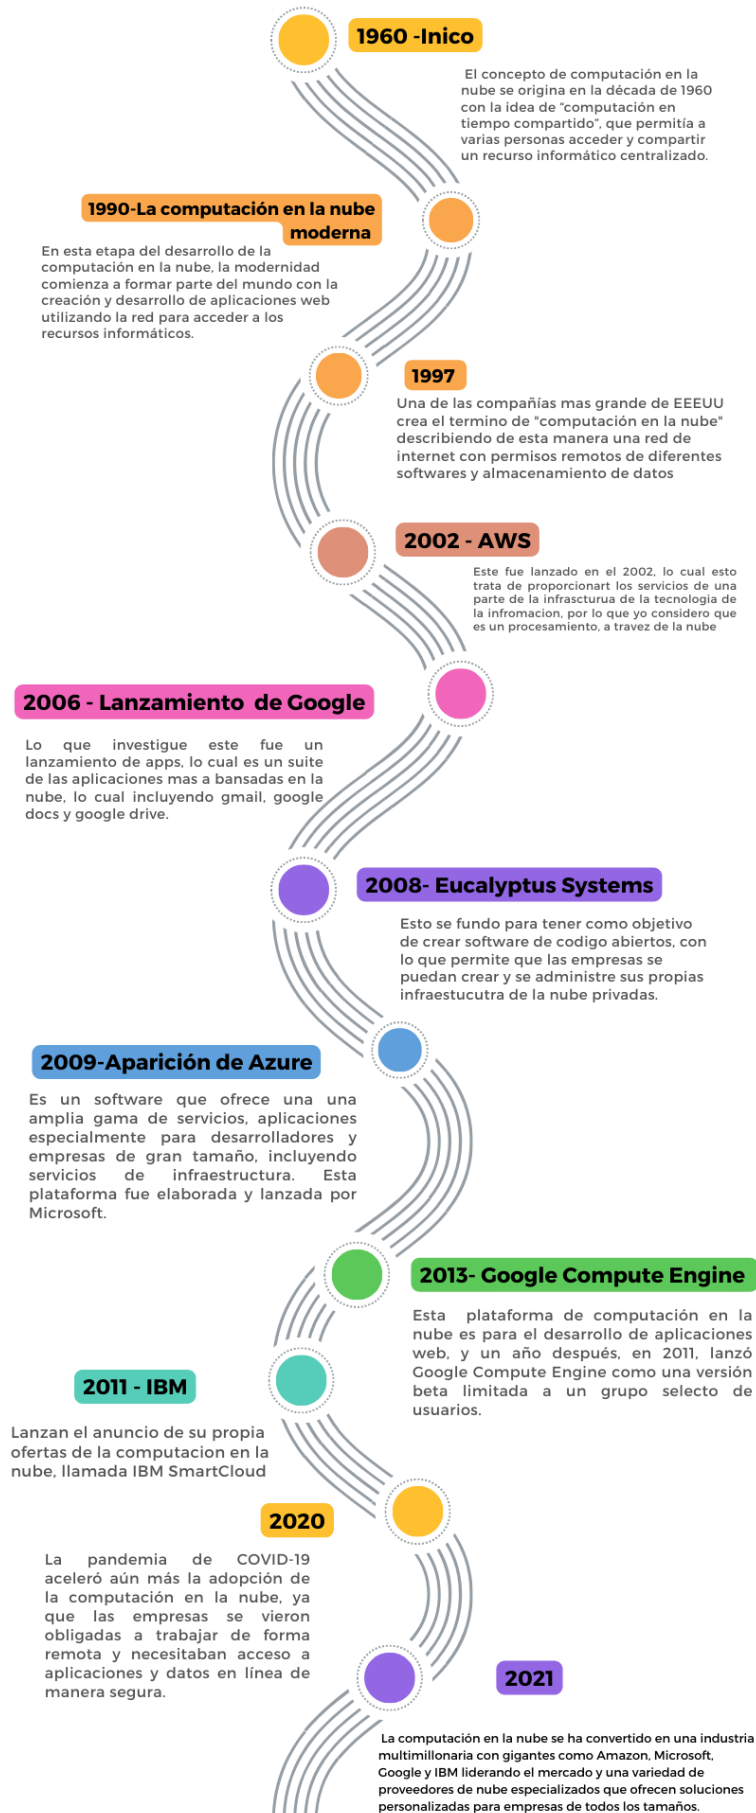 1960 -Inico
El concepto de computación en la
nube se origina en la década de 1960
con la idea de “computación en
tiempo compartido”, que permitía a
varias personas acceder y compartir
un recurso informático centralizado.
1990-La computación en la nube
moderna
En esta etapa del desarrollo de la
computación en la nube, la modernidad
comienza a formar parte del mundo con la
creación y desarrollo de aplicaciones web
utilizando la red para acceder a los
recursos informáticos.
1997
Una de las compañías mas grande de EEEUU
crea el termino de "computación en la nube"
describiendo de esta manera una red de
internet con permisos remotos de diferentes
softwares y almacenamiento de datos
2002 - AWS
Este fue lanzado en el 2002, lo cual esto
trata de proporcionart los servicios de una
parte de la infrascturua de la tecnologia de
la infromacion, por lo que yo considero que
es un procesamiento, a travez de la nube
2006 - Lanzamiento de Google
Lo que investigue este fue un
lanzamiento de apps, lo cual es un suite
de las aplicaciones mas a bansadas en la
nube, lo cual incluyendo gmail, google
docs y google drive.
2008- Eucalyptus Systems
Esto se fundo para tener como objetivo
de crear software de codigo abiertos, con
lo que permite que las empresas se
puedan crear y se administre sus propias
infraestucutra de la nube privadas.
2009-Aparición de Azure
Es un software que ofrece una una
amplia gama de servicios, aplicaciones
especialmente para desarrolladores y
empresas de gran tamaño, incluyendo
servicios de infraestructura. Esta
plataforma fue elaborada y lanzada por
Microsoft.
2013- Google Compute Engine
Esta plataforma de computación en la
nube es para el desarrollo de aplicaciones
web, y un año después, en 2011, lanzó
Google Compute Engine como una versión
beta limitada a un grupo selecto de
usuarios.
2011 - IBM
Lanzan el anuncio de su propia
ofertas de la computacion en la
nube, llamada IBM SmartCloud
2020
La pandemia de COVID-19
aceleró aún más la adopción de
la computación en la nube, ya
que las empresas se vieron
obligadas a trabajar de forma
remota y necesitaban acceso a
aplicaciones y datos en línea de
manera segura.
2021
La computación en la nube se ha convertido en una industria
multimillonaria con gigantes como Amazon, Microsoft,
Google y IBM liderando el mercado y una variedad de
proveedores de nube especializados que ofrecen soluciones
personalizadas para empresas de todos los tamaños.